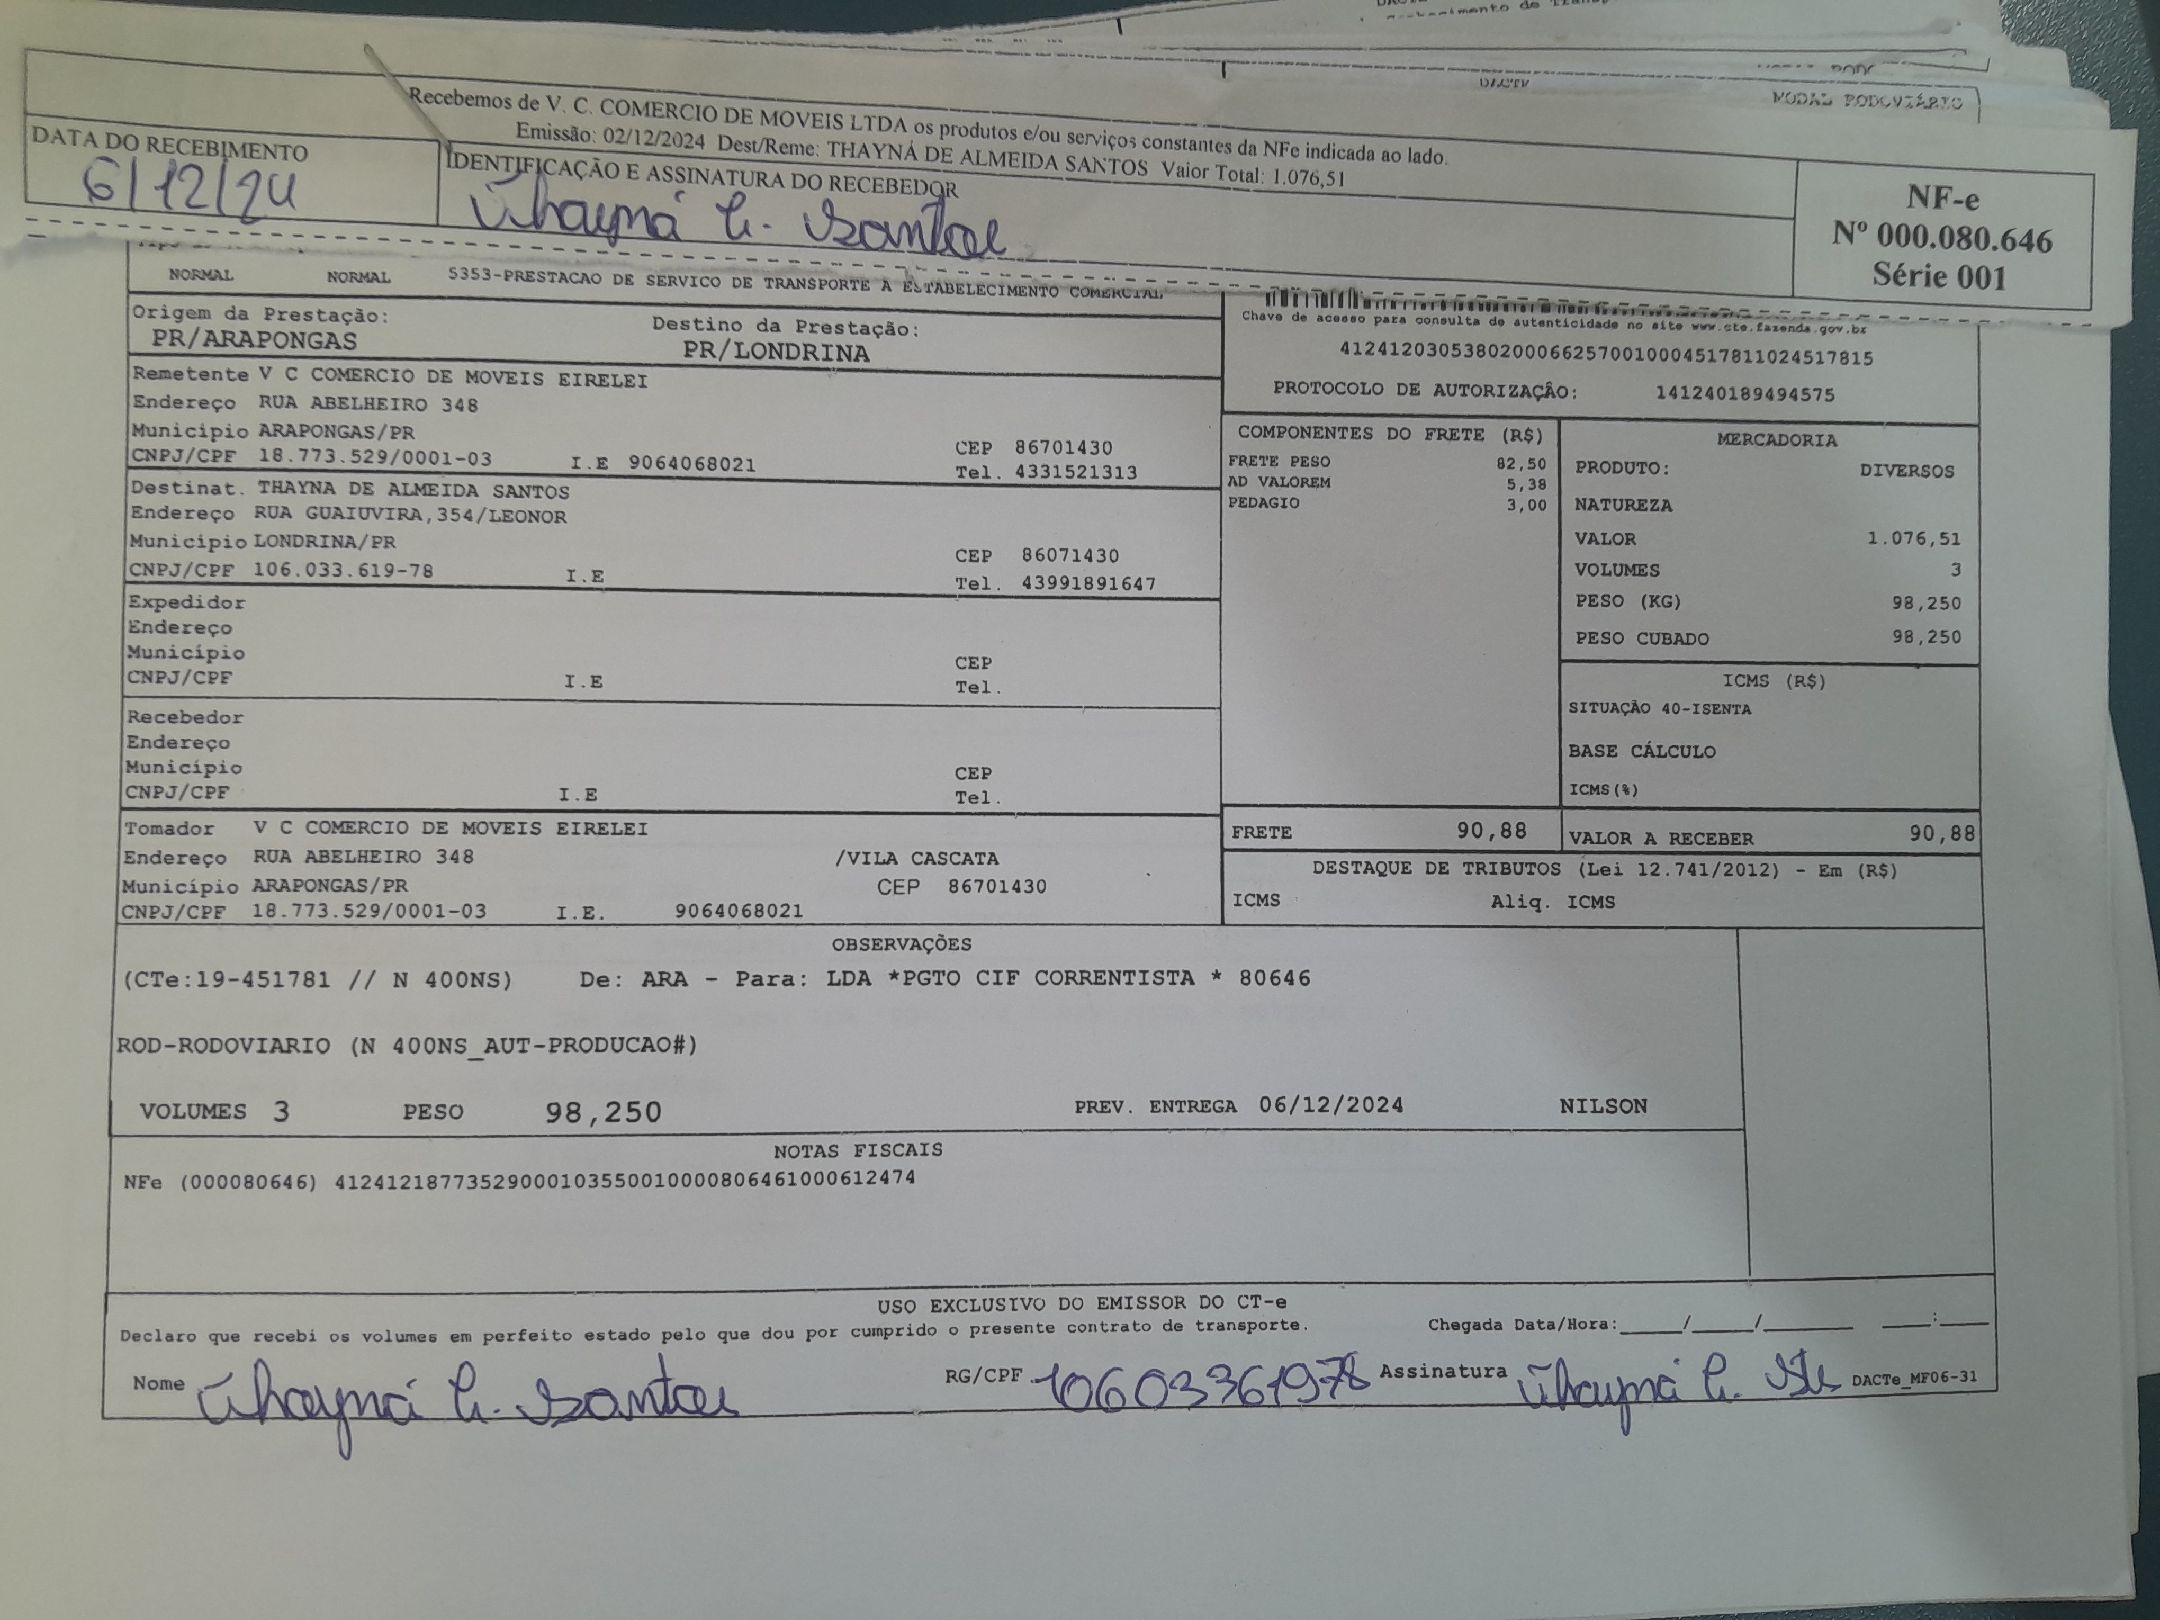 MODAL RODOVIÁRIO
Recebemos de V. C. COMERCIO DE MOVEIS LTDA os produtos e/ou serviços constantes da NFe indicada ao lado.
Emissão: 02/12/2024 Dest/Reme: THAYNÁ DE ALMEIDA SANTOS Valor Total: 1.076,51
DATA DO RECEBIMENTO
6/12/24
IDENTIFICAÇÃO E ASSINATURA DO RECEBEDOR
Thayná A. Santos
NF-e
Nº 000.080.646
Série 001
NORMAL NORMAL 5353-PRESTACAO DE SERVICO DE TRANSPORTE A ESTABELECIMENTO COMERCIAL
Origem da Prestação: Destino da Prestação:
PR/ARAPONGAS PR/LONDRINA
Chave de acesso para consulta de autenticidade no site www.cte.fazenda.gov.br
41241203053802000662570010004517811024517815
PROTOCOLO DE AUTORIZAÇÃO: 141240189494575
Remetente V C COMERCIO DE MOVEIS EIRELEI
Endereço RUA ABELHEIRO 348
Municipio ARAPONGAS/PR CEP 86701430
CNPJ/CPF 18.773.529/0001-03 I.E 9064068021 Tel. 4331521313
Destinat. THAYNA DE ALMEIDA SANTOS
Endereço RUA GUAIUVIRA,354/LEONOR
Município LONDRINA/PR CEP 86071430
CNPJ/CPF 106.033.619-78 I.E Tel. 43991891647
Expedidor
Endereço
Município CEP
CNPJ/CPF I.E Tel.
Recebedor
Endereço
Município CEP
CNPJ/CPF I.E Tel.
Tomador V C COMERCIO DE MOVEIS EIRELEI
Endereço RUA ABELHEIRO 348 /VILA CASCATA
Município ARAPONGAS/PR CEP 86701430
CNPJ/CPF 18.773.529/0001-03 I.E. 9064068021
COMPONENTES DO FRETE (R$)
FRETE PESO 82,50
AD VALOREM 5,38
PEDAGIO 3,00
MERCADORIA
PRODUTO: DIVERSOS
NATUREZA
VALOR 1.076,51
VOLUMES 3
PESO (KG) 98,250
PESO CUBADO 98,250
ICMS (R$)
SITUAÇÃO 40-ISENTA
BASE CÁLCULO
ICMS(%)
FRETE 90,88 VALOR A RECEBER 90,88
DESTAQUE DE TRIBUTOS (Lei 12.741/2012) - Em (R$)
ICMS Aliq. ICMS
OBSERVAÇÕES
(CTe:19-451781 // N 400NS) De: ARA - Para: LDA *PGTO CIF CORRENTISTA * 80646
ROD-RODOVIARIO (N 400NS_AUT-PRODUCAO#)
VOLUMES 3 PESO 98,250 PREV. ENTREGA 06/12/2024 NILSON
NOTAS FISCAIS
NFe (000080646) 41241218773529000103550010000806461000612474
USO EXCLUSIVO DO EMISSOR DO CT-e
Declaro que recebi os volumes em perfeito estado pelo que dou por cumprido o presente contrato de transporte. Chegada Data/Hora:____/____/______ ___:___
Nome Thayná A. Santos RG/CPF 10603361978 Assinatura Thayná A. Sts DACTe_MF06-31